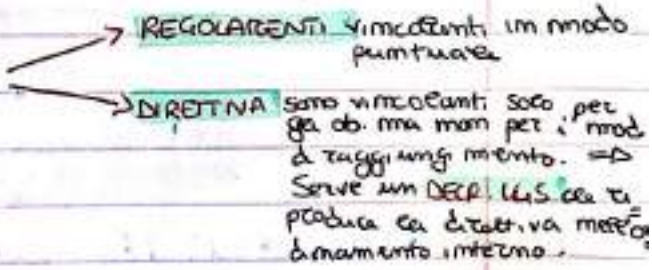 REGOLAMENTI vincolanti in modo
puntuale
DIRETTIVA sono vincolanti solo per
gli ob. ma non per i mod
di raggiungimento. =>
Serve un DECR. LGS che ri
produca la direttiva nell'or
dinamento interno.